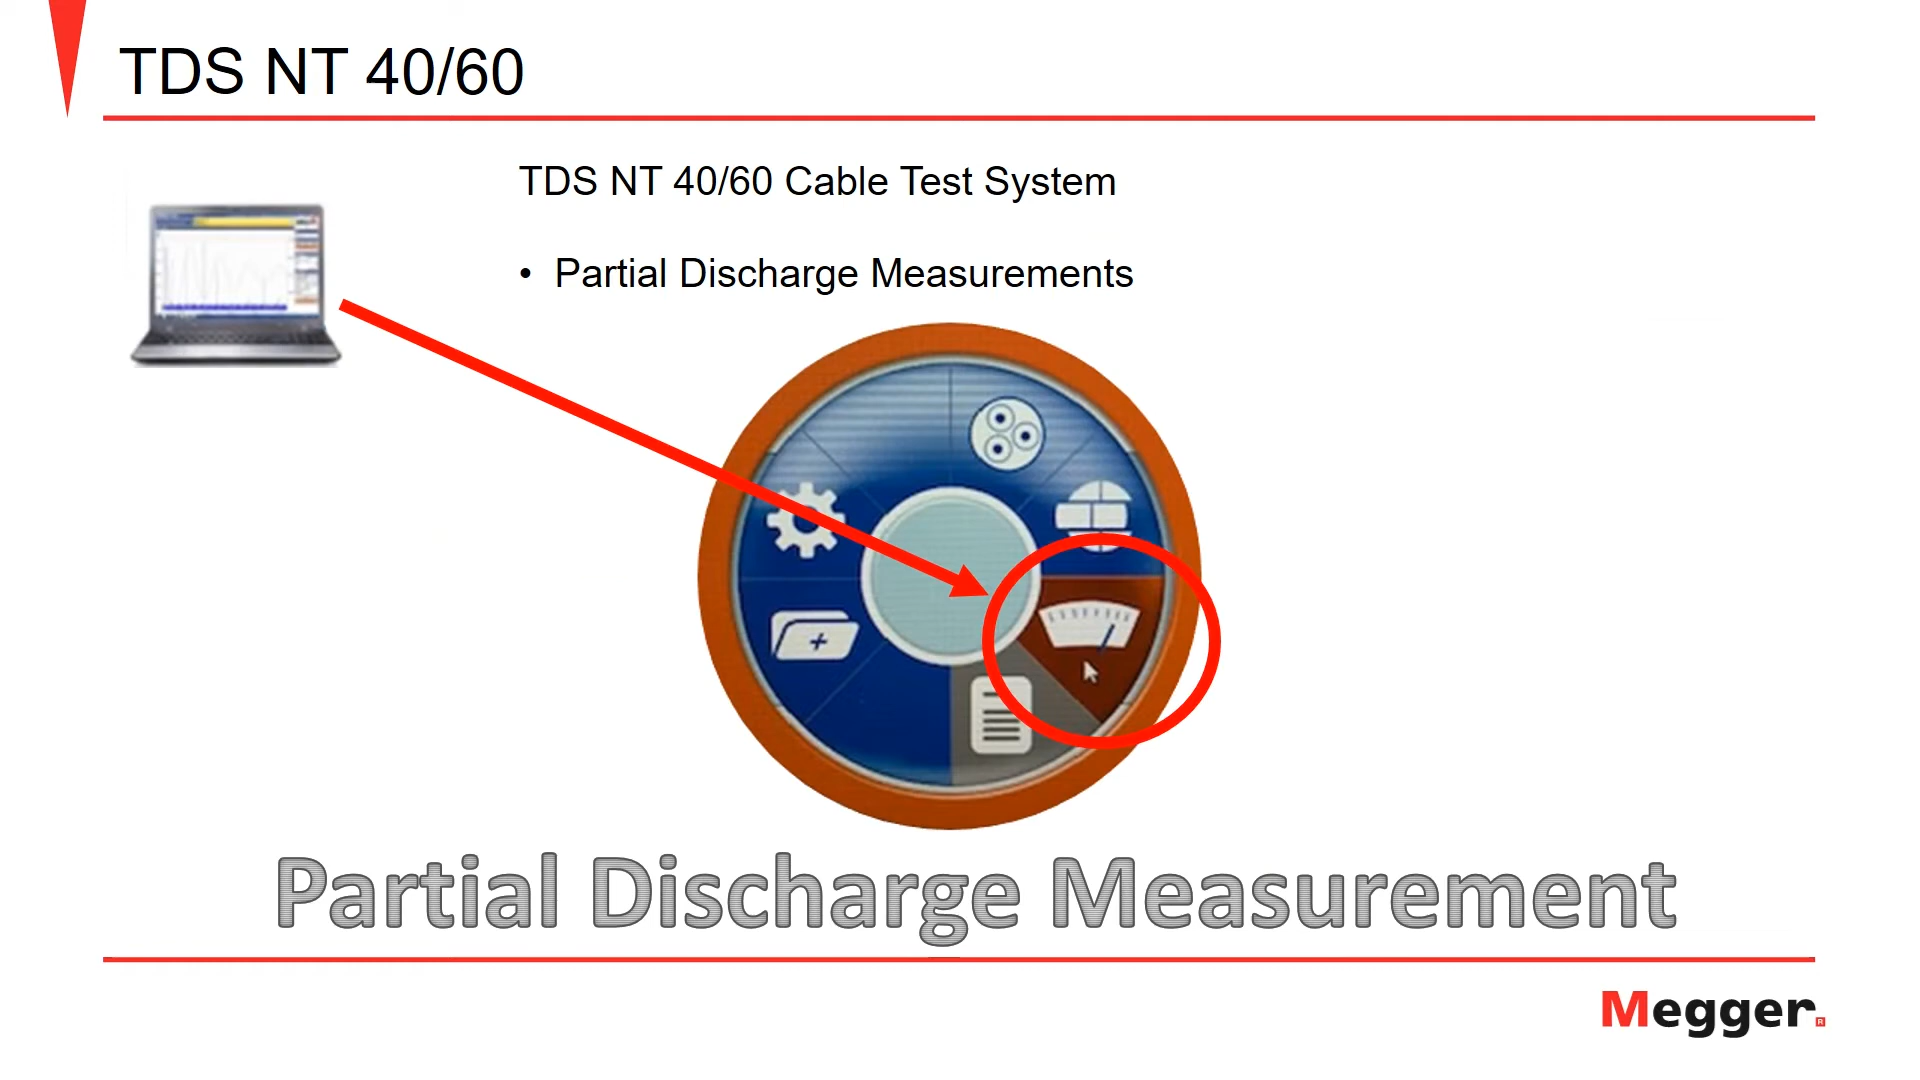 TDS NT 40/60
TDS NT 40/60 Cable Test System
• Partial Discharge Measurements
Partial Discharge Measurement
Megger